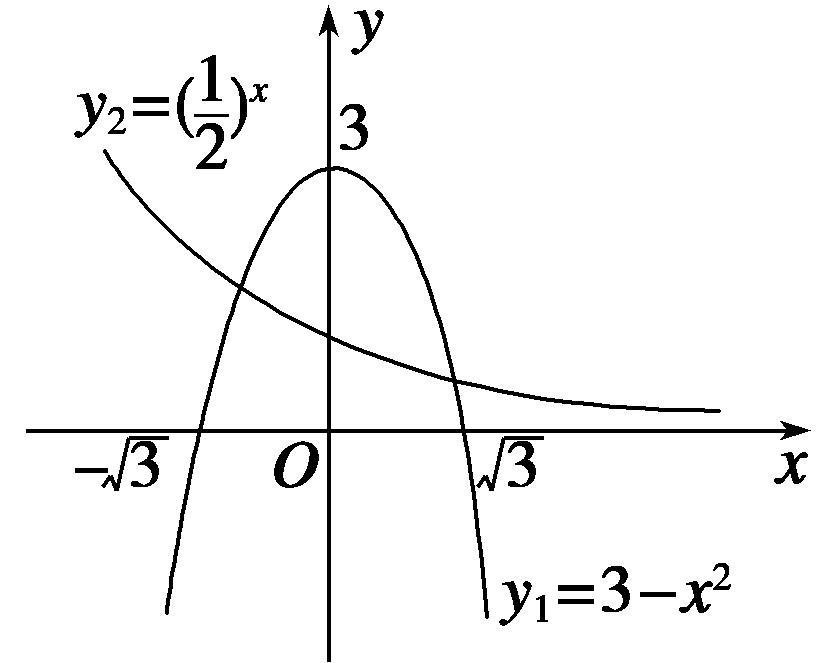 y
y₂=(1/2)ˣ
3
−√3
O
√3
x
y₁=3−x²